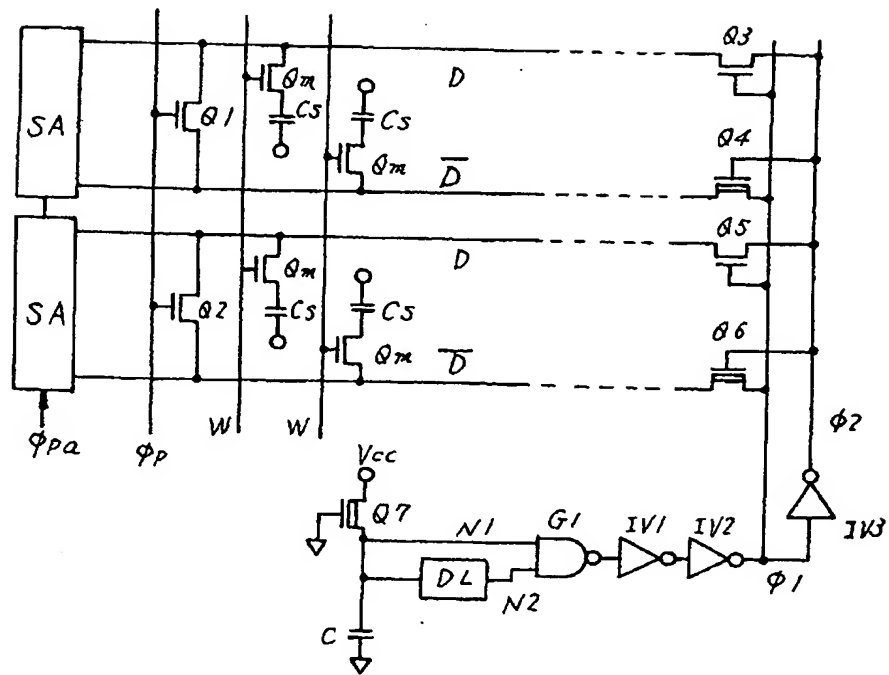 Q3
SA
Q1
Qm
Cs
D
Cs
Q4
Qm
D̅
Q5
SA
Q2
Qm
Cs
D
Cs
Q6
Qm
D̅
φPa
φP
W
W
φ2
Vcc
Q7
N1
G1
IV1
IV2
IV3
DL
N2
φ1
C